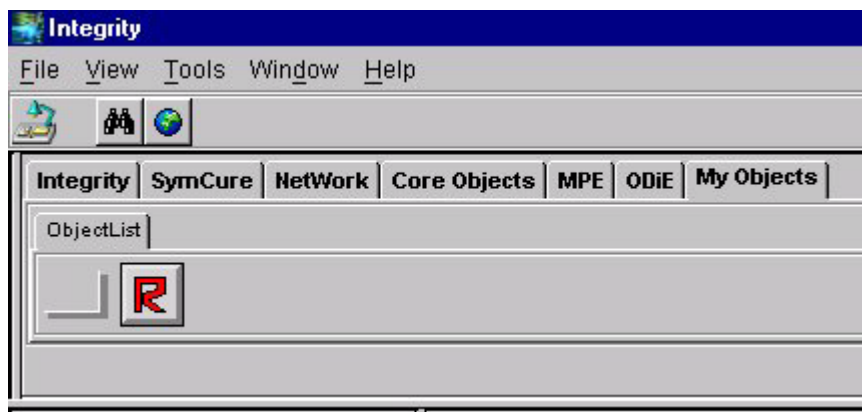 Integrity
File View Tools Window Help
Integrity SymCure NetWork Core Objects MPE ODiE My Objects
ObjectList
R